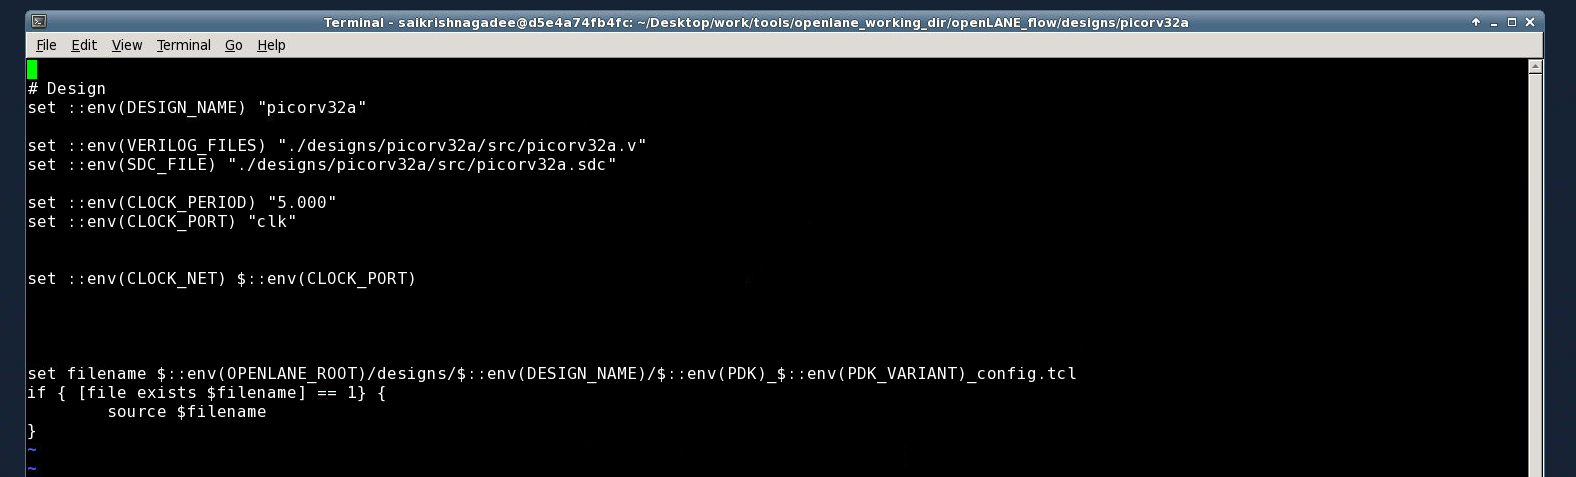 Terminal - saikrishnagadee@d5e4a74fb4fc: ~/Desktop/work/tools/openlane_working_dir/openLANE_flow/designs/picorv32a
File Edit View Terminal Go Help
# Design
set ::env(DESIGN_NAME) "picorv32a"
set ::env(VERILOG_FILES) "./designs/picorv32a/src/picorv32a.v"
set ::env(SDC_FILE) "./designs/picorv32a/src/picorv32a.sdc"
set ::env(CLOCK_PERIOD) "5.000"
set ::env(CLOCK_PORT) "clk"
set ::env(CLOCK_NET) $::env(CLOCK_PORT)
set filename $::env(OPENLANE_ROOT)/designs/$::env(DESIGN_NAME)/$::env(PDK)_$::env(PDK_VARIANT)_config.tcl
if { [file exists $filename] == 1} {
        source $filename
}
~
~